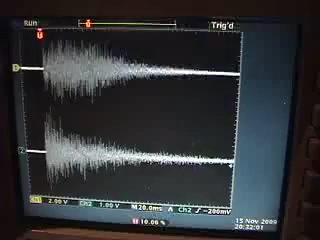 Run Trig'd
Ch1 2.00 V Ch2 1.00 V M 20.0ms A Ch2 ∫ -200mV
10.00 %
15 Nov 2009
20:32:01